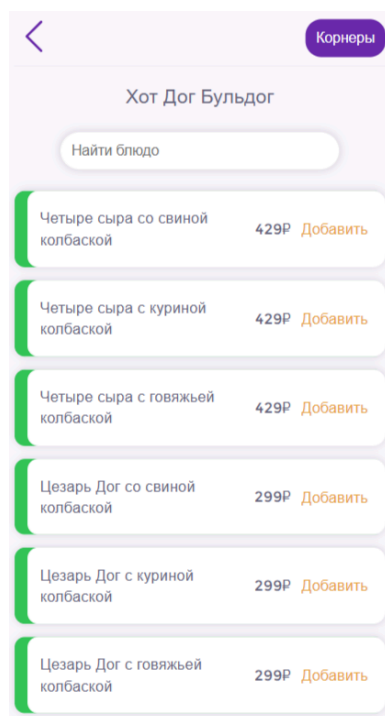 Корнеры
Хот Дог Бульдог
Найти блюдо
Четыре сыра со свиной
колбаской
429₽ Добавить
Четыре сыра с куриной
колбаской
429₽ Добавить
Четыре сыра с говяжьей
колбаской
429₽ Добавить
Цезарь Дог со свиной
колбаской
299₽ Добавить
Цезарь Дог с куриной
колбаской
299₽ Добавить
Цезарь Дог с говяжьей
колбаской
299₽ Добавить